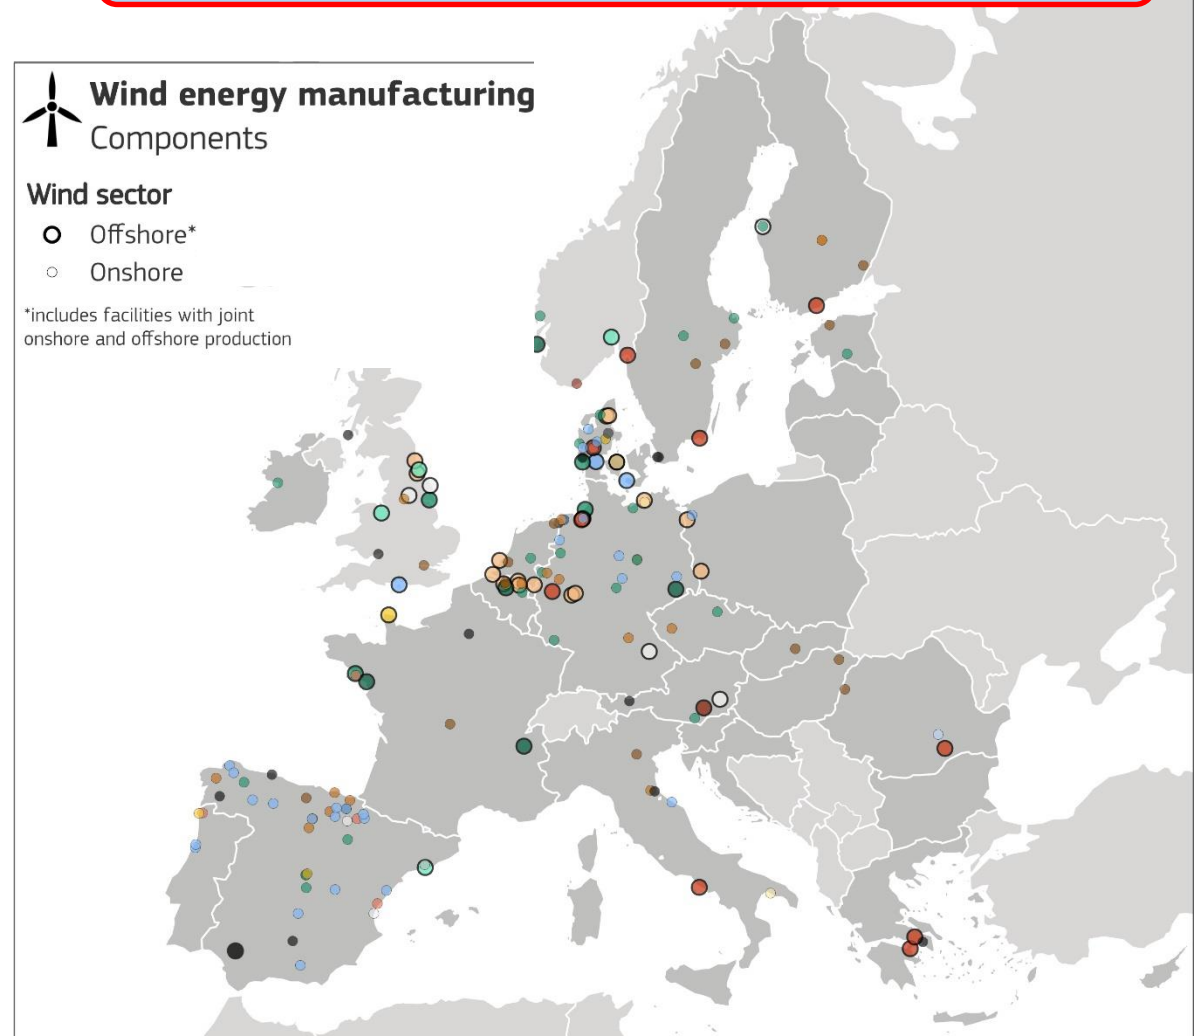 Wind energy manufacturing
Components
Wind sector
Offshore*
Onshore
*includes facilities with joint
onshore and offshore production